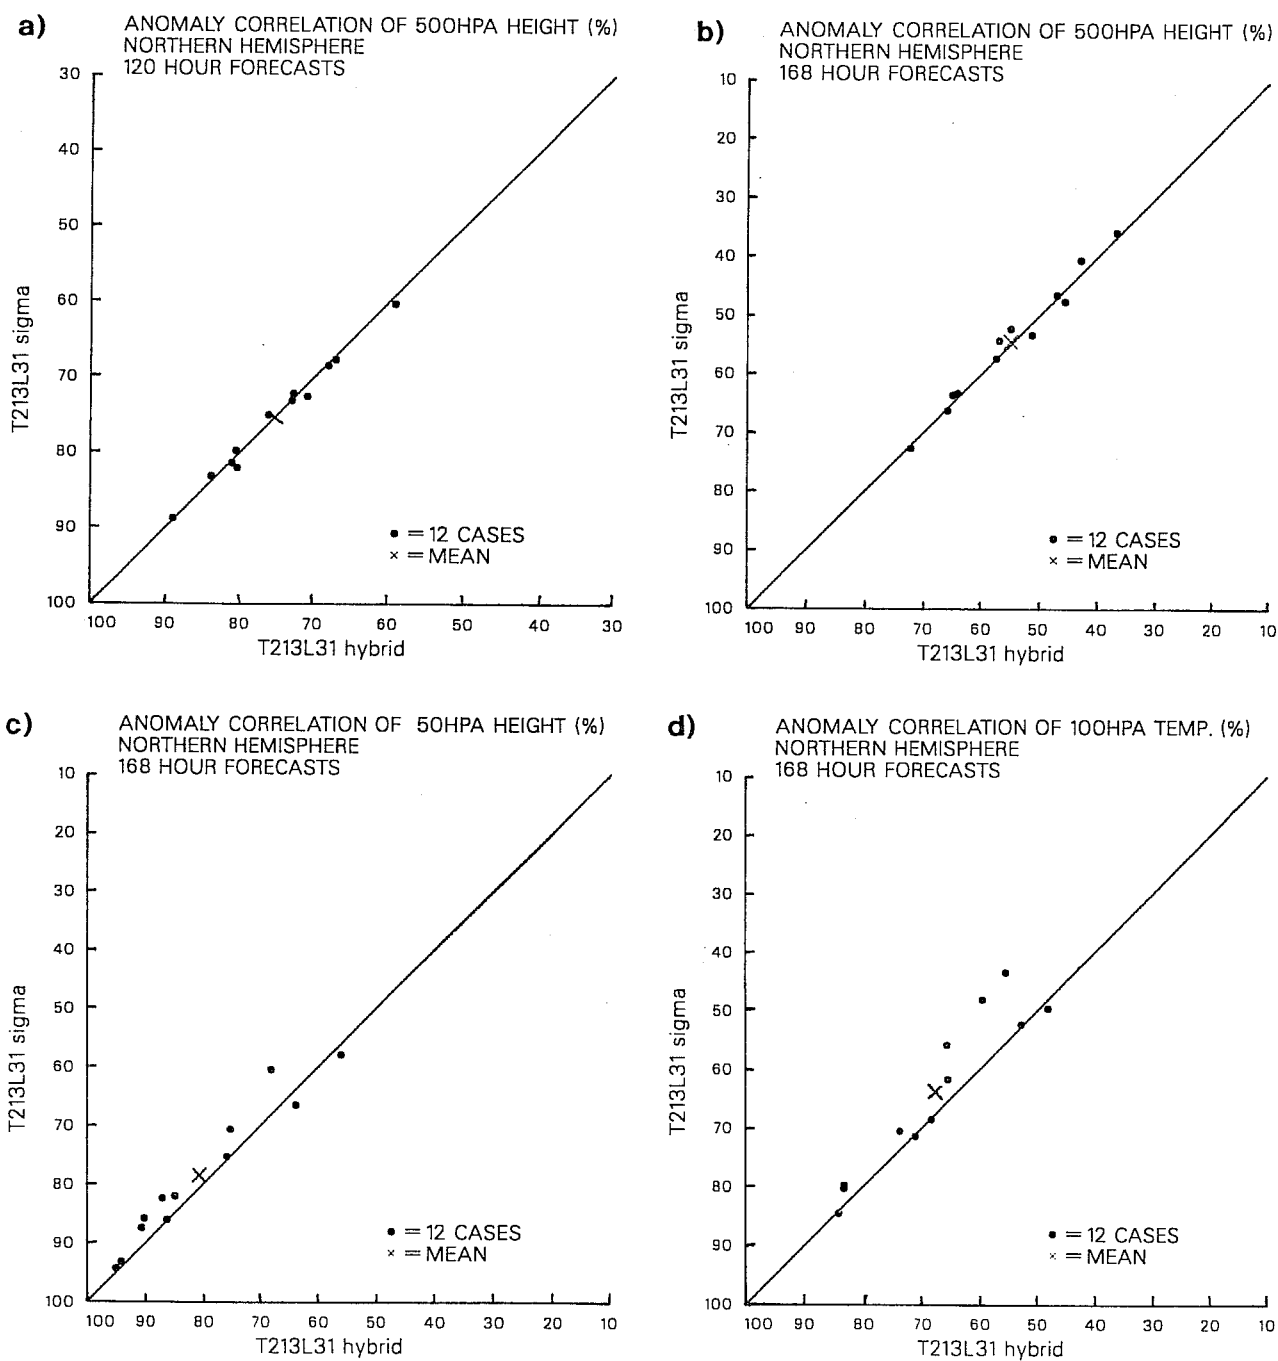 a)
ANOMALY CORRELATION OF 500HPA HEIGHT (%)
NORTHERN HEMISPHERE
120 HOUR FORECASTS
30
40
50
60
70
80
90
100
T213L31 sigma
● = 12 CASES
× = MEAN
100 90 80 70 60 50 40 30
T213L31 hybrid
b)
ANOMALY CORRELATION OF 500HPA HEIGHT (%)
NORTHERN HEMISPHERE
168 HOUR FORECASTS
10
20
30
40
50
60
70
80
90
100
T213L31 sigma
● = 12 CASES
× = MEAN
100 90 80 70 60 50 40 30 20 10
T213L31 hybrid
c)
ANOMALY CORRELATION OF 50HPA HEIGHT (%)
NORTHERN HEMISPHERE
168 HOUR FORECASTS
10
20
30
40
50
60
70
80
90
100
T213L31 sigma
● = 12 CASES
× = MEAN
100 90 80 70 60 50 40 30 20 10
T213L31 hybrid
d)
ANOMALY CORRELATION OF 100HPA TEMP. (%)
NORTHERN HEMISPHERE
168 HOUR FORECASTS
10
20
30
40
50
60
70
80
90
100
T213L31 sigma
● = 12 CASES
× = MEAN
100 90 80 70 60 50 40 30 20 10
T213L31 hybrid